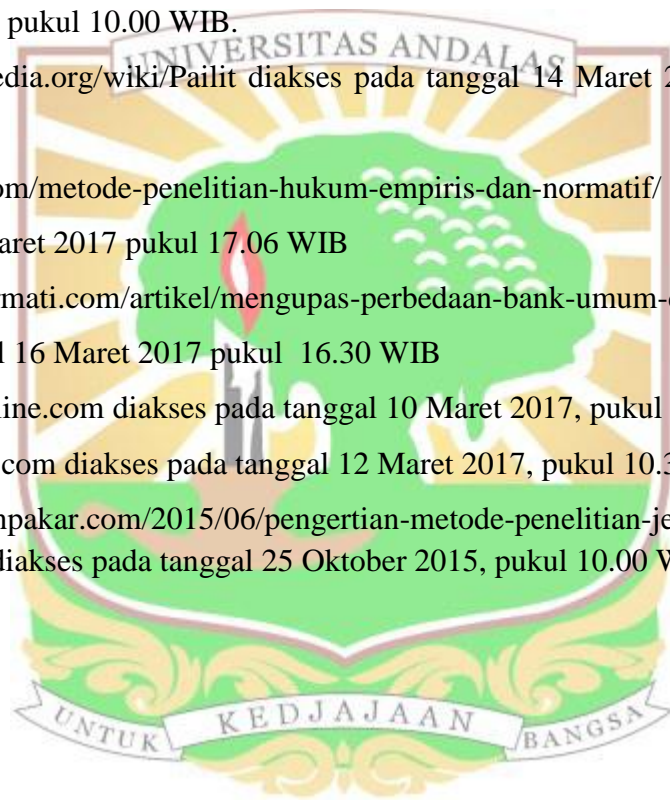 pukul 10.00 WIB.
UNIVERSITAS ANDALAS
edia.org/wiki/Pailit diakses pada tanggal 14 Maret 2
om/metode-penelitian-hukum-empiris-dan-normatif/
aret 2017 pukul 17.06 WIB
rmati.com/artikel/mengupas-perbedaan-bank-umum-
l 16 Maret 2017 pukul 16.30 WIB
line.com diakses pada tanggal 10 Maret 2017, pukul
com diakses pada tanggal 12 Maret 2017, pukul 10.3
npakar.com/2015/06/pengertian-metode-penelitian-je
diakses pada tanggal 25 Oktober 2015, pukul 10.00 W
UNTUK KEDJAJAAN BANGSA